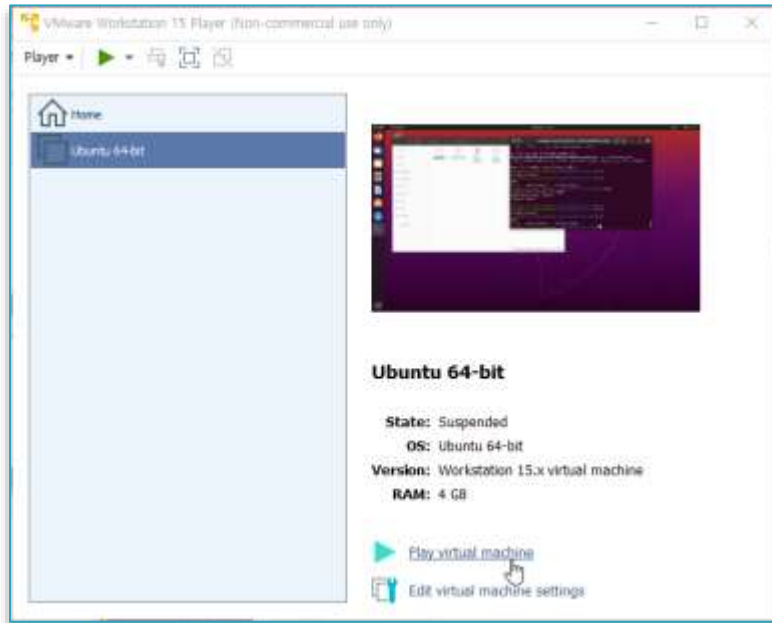 VMware Workstation 15 Player (Non-commercial use only)
Player
Home
Ubuntu 64-bit
Ubuntu 64-bit
State: Suspended
OS: Ubuntu 64-bit
Version: Workstation 15.x virtual machine
RAM: 4 GB
Play virtual machine
Edit virtual machine settings